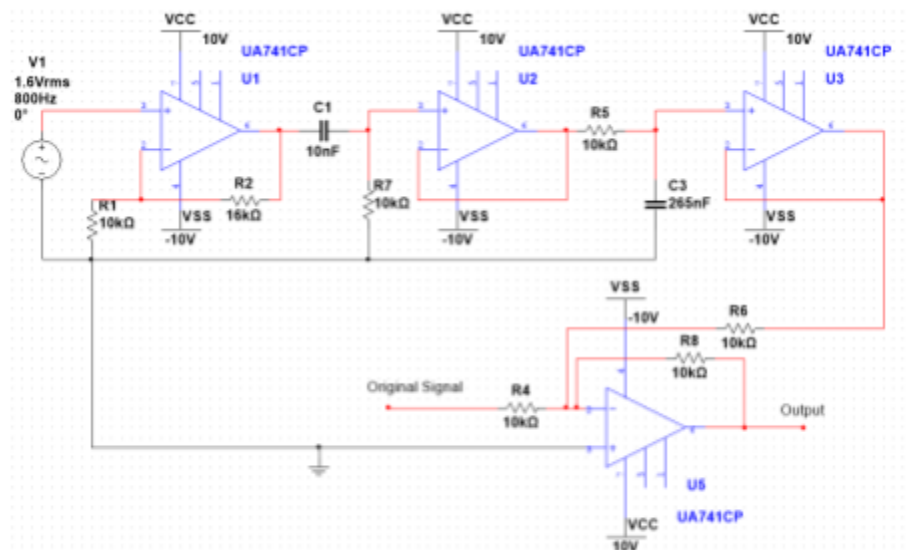 VCC
10V
UA741CP
U1
V1
1.6Vrms
800Hz
0°
C1
10nF
R2
16kΩ
R1
10kΩ
VSS
-10V
VCC
10V
UA741CP
U2
R5
10kΩ
R7
10kΩ
VSS
-10V
C3
265nF
VCC
10V
UA741CP
U3
VSS
-10V
VSS
-10V
R6
10kΩ
R8
10kΩ
Original Signal
R4
10kΩ
Output
U5
UA741CP
VCC
10V